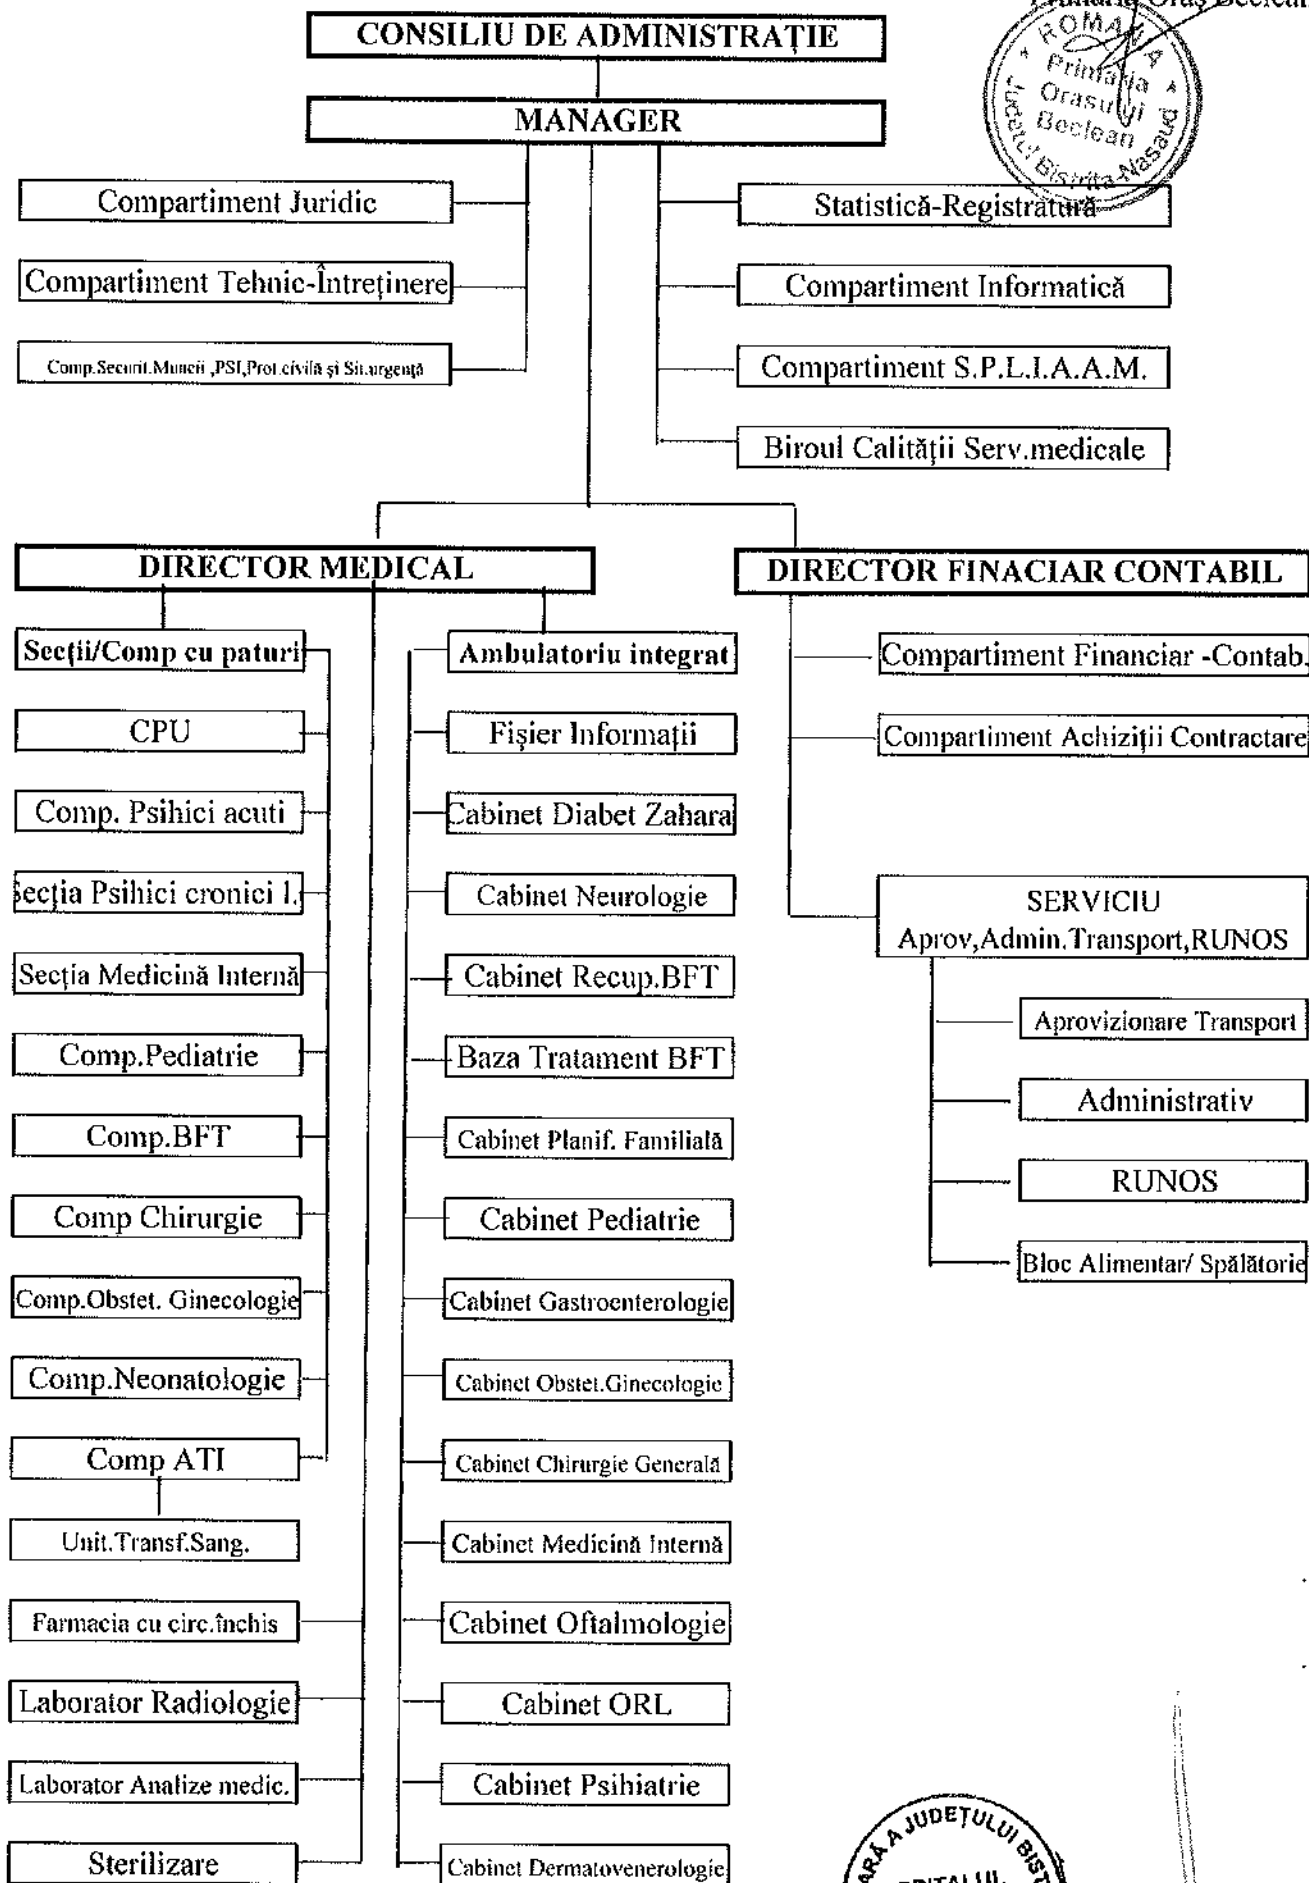 Primăria Oraș Beclean
CONSILIU DE ADMINISTRAȚIE
ROMANIA
Primaria
Orasului
Beclean
Judetul Bistrita-Nasaud
MANAGER
Compartiment Juridic
Statistică-Registratură
Compartiment Tehnic-Întreținere
Compartiment Informatică
Comp.Securit.Muncii ,PSI,Prot.civilă și Sit.urgență
Compartiment S.P.L.I.A.A.M.
Biroul Calității Serv.medicale
DIRECTOR MEDICAL
DIRECTOR FINACIAR CONTABIL
Secții/Comp cu paturi
CPU
Comp. Psihici acuti
Secția Psihici cronici l.
Secția Medicină Internă
Comp.Pediatrie
Comp.BFT
Comp Chirurgie
Comp.Obstet. Ginecologie
Comp.Neonatologie
Comp ATI
Unit.Transf.Sang.
Farmacia cu circ.închis
Laborator Radiologie
Laborator Analize medic.
Sterilizare
Ambulatoriu integrat
Fișier Informații
Cabinet Diabet Zahara
Cabinet Neurologie
Cabinet Recup.BFT
Baza Tratament BFT
Cabinet Planif. Familială
Cabinet Pediatrie
Cabinet Gastroenterologie
Cabinet Obstet.Ginecologie
Cabinet Chirurgie Generală
Cabinet Medicină Internă
Cabinet Oftalmologie
Cabinet ORL
Cabinet Psihiatrie
Cabinet Dermatovenerologie
Compartiment Financiar -Contab.
Compartiment Achiziții Contractare
SERVICIU
Aprov,Admin.Transport,RUNOS
Aprovizionare Transport
Administrativ
RUNOS
Bloc Alimentar/ Spălătorie
A JUDEȚULUI